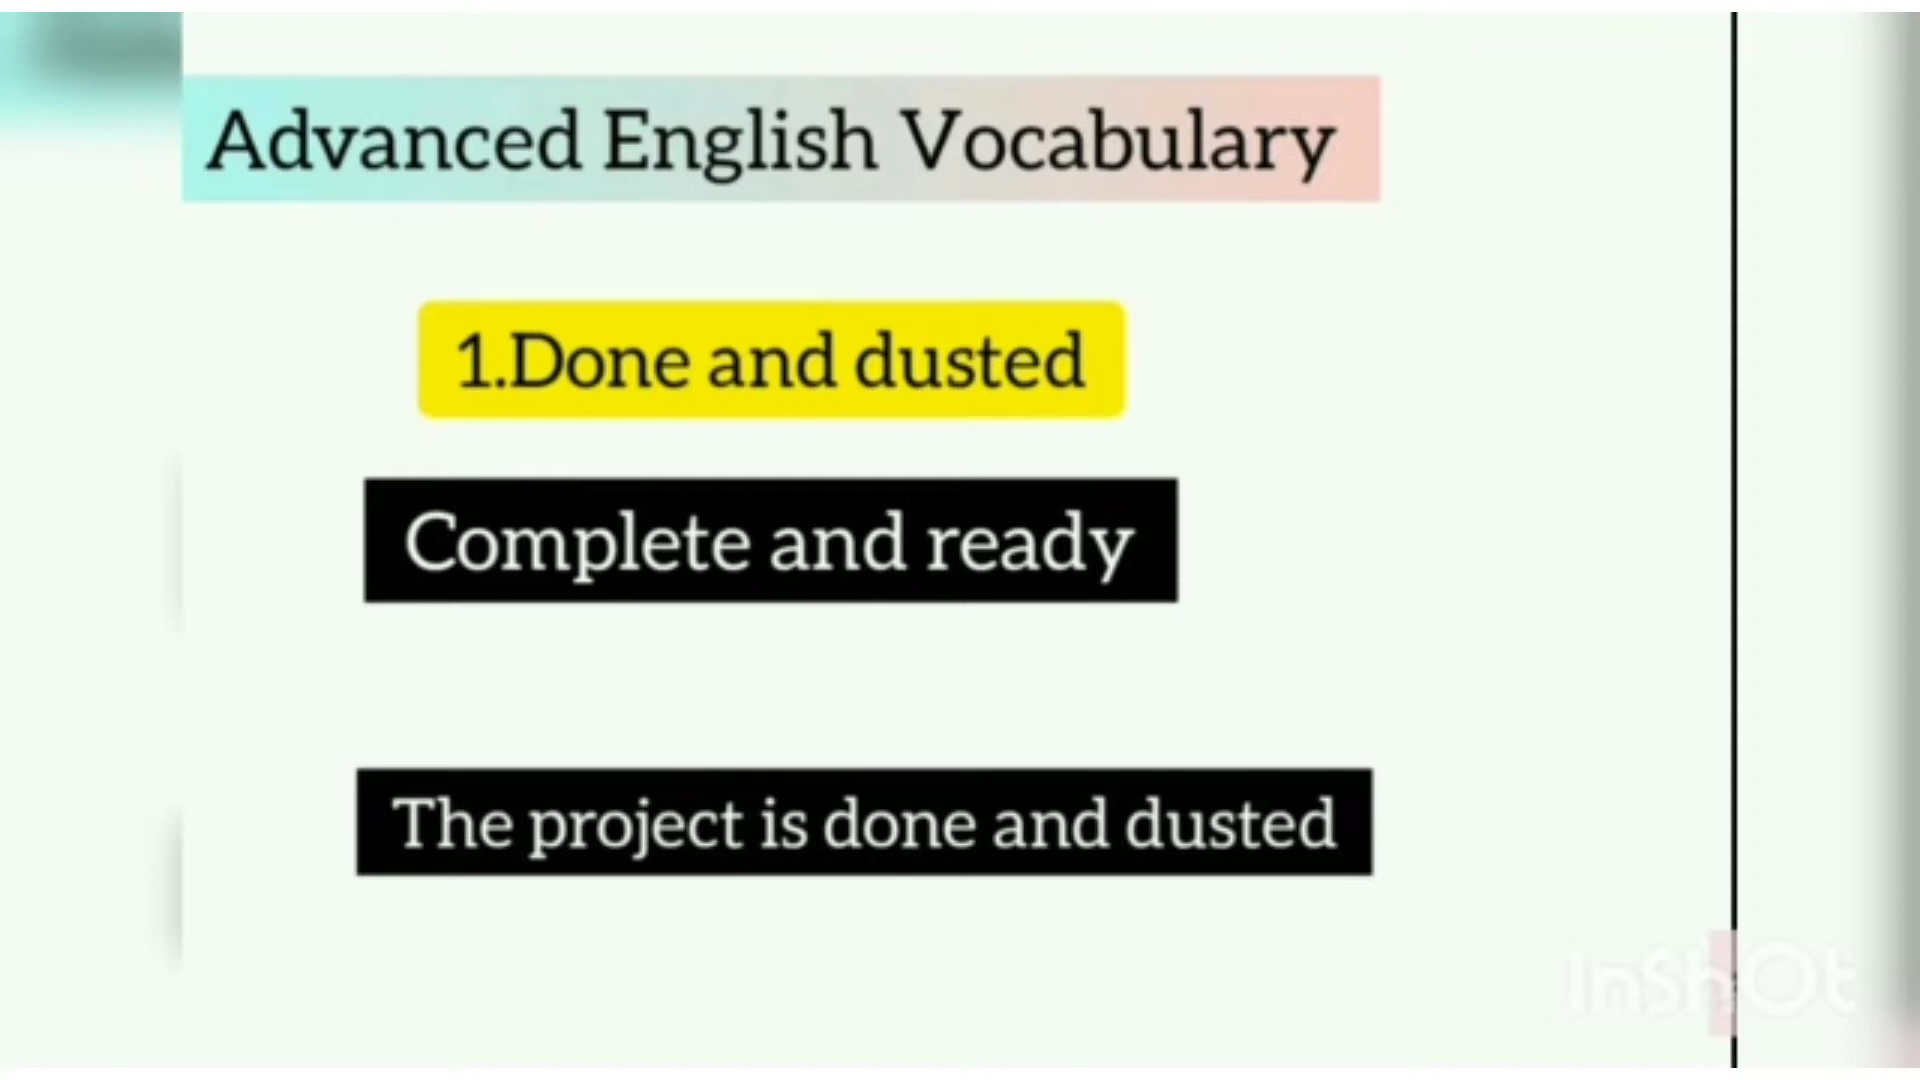 Advanced English Vocabulary
1.Done and dusted
Complete and ready
The project is done and dusted
InShOt